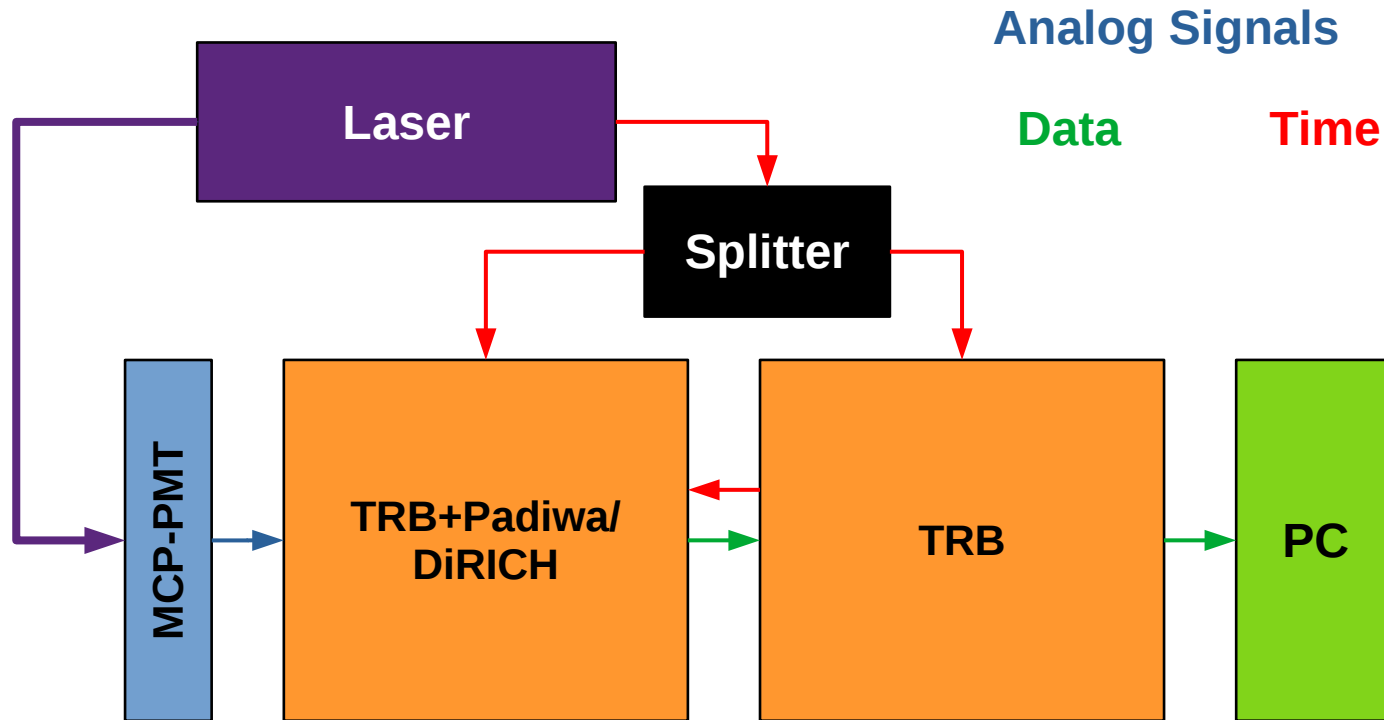 Analog Signals
Laser
Data
Time
Splitter
MCP-PMT
TRB+Padiwa/
DiRICH
TRB
PC